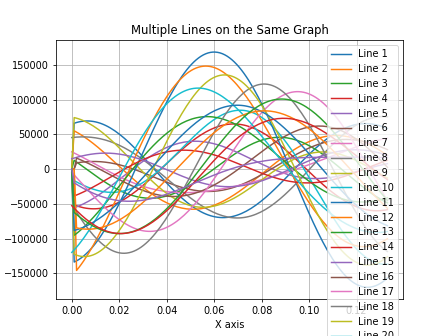 Multiple Lines on the Same Graph
150000
100000
50000
0
−50000
−100000
−150000
0.00
0.02
0.04
0.06
0.08
0.10
X axis
Line 1
Line 2
Line 3
Line 4
Line 5
Line 6
Line 8
Line 9
Line 10
Line 11
Line 12
Line 13
Line 14
Line 15
Line 16
Line 17
Line 18
Line 19
Line 20